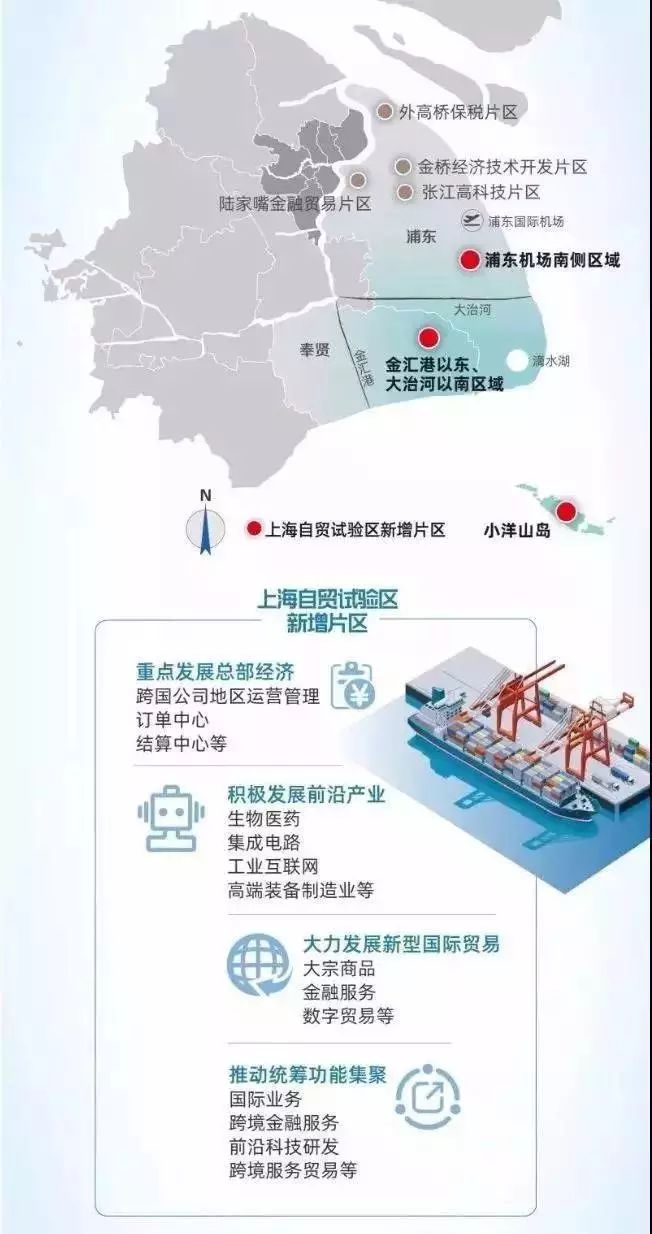 外高桥保税片区
金桥经济技术开发片区
张江高科技片区
陆家嘴金融贸易片区
浦东国际机场
浦东
浦东机场南侧区域
大治河
奉贤
金汇港
金汇港以东、
大治河以南区域
滴水湖
N
上海自贸试验区新增片区
小洋山岛
上海自贸试验区
新增片区
重点发展总部经济
跨国公司地区运营管理
订单中心
结算中心等
积极发展前沿产业
生物医药
集成电路
工业互联网
高端装备制造业等
大力发展新型国际贸易
大宗商品
金融服务
数字贸易等
推动统筹功能集聚
国际业务
跨境金融服务
前沿科技研发
跨境服务贸易等